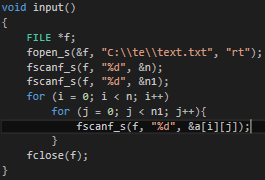 void input()
{
FILE *f;
fopen_s(&f, "C:\\te\\text.txt", "rt");
fscanf_s(f, "%d", &n);
fscanf_s(f, "%d", &n1);
for (i = 0; i < n; i++)
for (j = 0; j < n1; j++){
fscanf_s(f, "%d", &a[i][j]);
}
fclose(f);
}